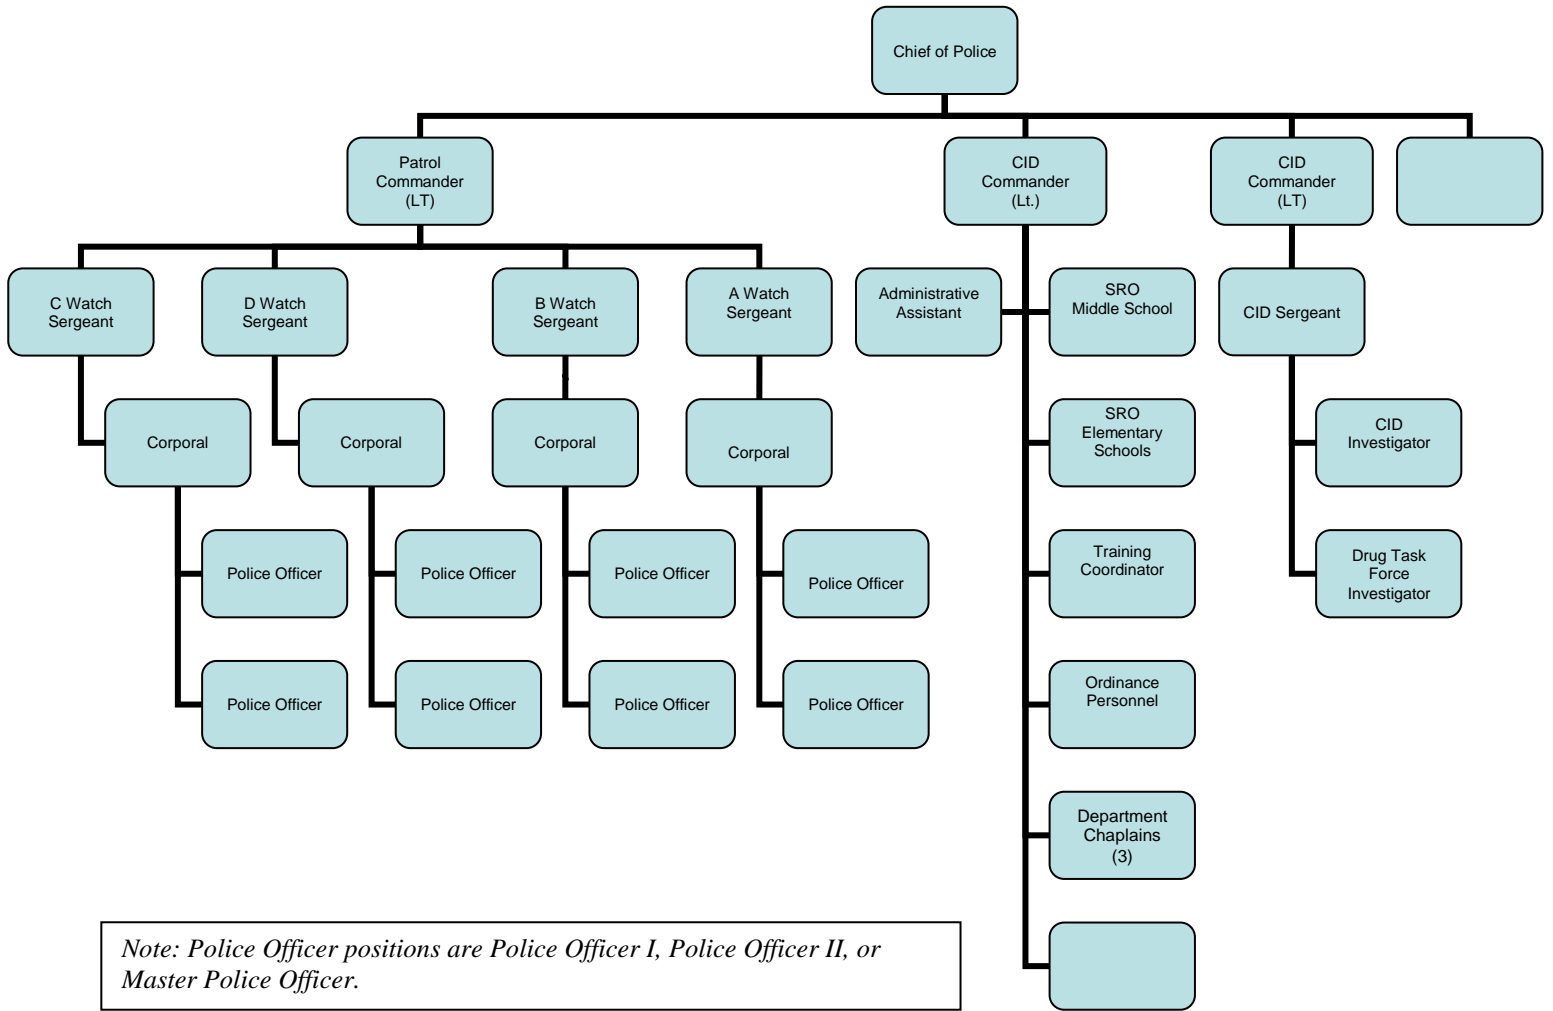 Chief of Police
Patrol
Commander
(LT)
CID
Commander
(Lt.)
CID
Commander
(LT)
C Watch
Sergeant
D Watch
Sergeant
B Watch
Sergeant
A Watch
Sergeant
Administrative
Assistant
SRO
Middle School
CID Sergeant
Corporal
Corporal
Corporal
Corporal
SRO
Elementary
Schools
CID
Investigator
Police Officer
Police Officer
Police Officer
Police Officer
Training
Coordinator
Drug Task
Force
Investigator
Police Officer
Police Officer
Police Officer
Police Officer
Ordinance
Personnel
Department
Chaplains
(3)
Note: Police Officer positions are Police Officer I, Police Officer II, or
Master Police Officer.